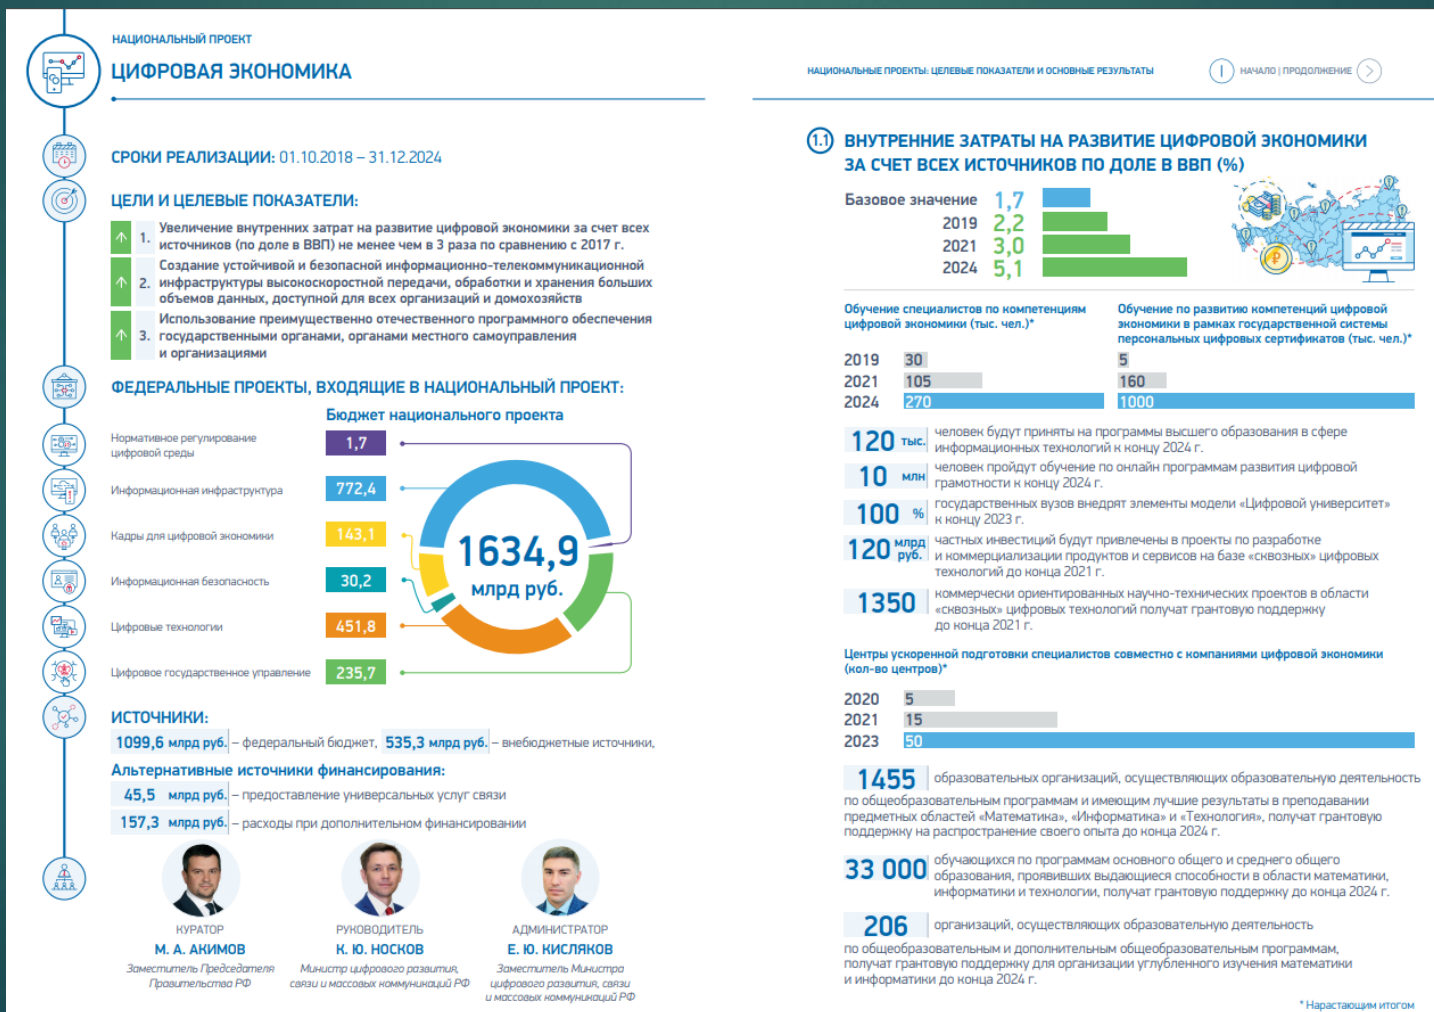 НАЦИОНАЛЬНЫЙ ПРОЕКТ
ЦИФРОВАЯ ЭКОНОМИКА
СРОКИ РЕАЛИЗАЦИИ: 01.10.2018 – 31.12.2024
ЦЕЛИ И ЦЕЛЕВЫЕ ПОКАЗАТЕЛИ:
1. Увеличение внутренних затрат на развитие цифровой экономики за счет всех
источников (по доле в ВВП) не менее чем в 3 раза по сравнению с 2017 г.
Создание устойчивой и безопасной информационно-телекоммуникационной
2. инфраструктуры высокоскоростной передачи, обработки и хранения больших
объемов данных, доступной для всех организаций и домохозяйств
Использование преимущественно отечественного программного обеспечения
3. государственными органами, органами местного самоуправления
и организациями
ФЕДЕРАЛЬНЫЕ ПРОЕКТЫ, ВХОДЯЩИЕ В НАЦИОНАЛЬНЫЙ ПРОЕКТ:
Бюджет национального проекта
Нормативное регулирование
цифровой среды
1,7
Информационная инфраструктура 772,4
Кадры для цифровой экономики 143,1
Информационная безопасность 30,2
Цифровые технологии 451,8
Цифровое государственное управление 235,7
1634,9
млрд руб.
ИСТОЧНИКИ:
1099,6 млрд руб. – федеральный бюджет, 535,3 млрд руб. – внебюджетные источники,
Альтернативные источники финансирования:
45,5 млрд руб. – предоставление универсальных услуг связи
157,3 млрд руб. – расходы при дополнительном финансировании
КУРАТОР
М. А. АКИМОВ
Заместитель Председателя
Правительства РФ
РУКОВОДИТЕЛЬ
К. Ю. НОСКОВ
Министр цифрового развития,
связи и массовых коммуникаций РФ
АДМИНИСТРАТОР
Е. Ю. КИСЛЯКОВ
Заместитель Министра
цифрового развития, связи
и массовых коммуникаций РФ
НАЦИОНАЛЬНЫЕ ПРОЕКТЫ: ЦЕЛЕВЫЕ ПОКАЗАТЕЛИ И ОСНОВНЫЕ РЕЗУЛЬТАТЫ
НАЧАЛО | ПРОДОЛЖЕНИЕ
1.1 ВНУТРЕННИЕ ЗАТРАТЫ НА РАЗВИТИЕ ЦИФРОВОЙ ЭКОНОМИКИ
ЗА СЧЕТ ВСЕХ ИСТОЧНИКОВ ПО ДОЛЕ В ВВП (%)
Базовое значение 1,7
2019 2,2
2021 3,0
2024 5,1
₽
Обучение специалистов по компетенциям
цифровой экономики (тыс. чел.)*
2019 30
2021 105
2024 270
Обучение по развитию компетенций цифровой
экономики в рамках государственной системы
персональных цифровых сертификатов (тыс. чел.)*
5
160
1000
120 тыс. человек будут приняты на программы высшего образования в сфере
информационных технологий к концу 2024 г.
10 млн человек пройдут обучение по онлайн программам развития цифровой
грамотности к концу 2024 г.
100 % государственных вузов внедрят элементы модели «Цифровой университет»
к концу 2023 г.
120 млрд руб. частных инвестиций будут привлечены в проекты по разработке
и коммерциализации продуктов и сервисов на базе «сквозных» цифровых
технологий до конца 2021 г.
1350 коммерчески ориентированных научно-технических проектов в области
«сквозных» цифровых технологий получат грантовую поддержку
до конца 2021 г.
Центры ускоренной подготовки специалистов совместно с компаниями цифровой экономики
(кол-во центров)*
2020 5
2021 15
2023 50
1455 образовательных организаций, осуществляющих образовательную деятельность
по общеобразовательным программам и имеющим лучшие результаты в преподавании
предметных областей «Математика», «Информатика» и «Технология», получат грантовую
поддержку на распространение своего опыта до конца 2024 г.
33 000 обучающихся по программам основного общего и среднего общего
образования, проявивших выдающиеся способности в области математики,
информатики и технологии, получат грантовую поддержку до конца 2024 г.
206 организаций, осуществляющих образовательную деятельность
по общеобразовательным и дополнительным общеобразовательным программам,
получат грантовую поддержку для организации углубленного изучения математики
и информатики до конца 2024 г.
* Нарастающим итогом